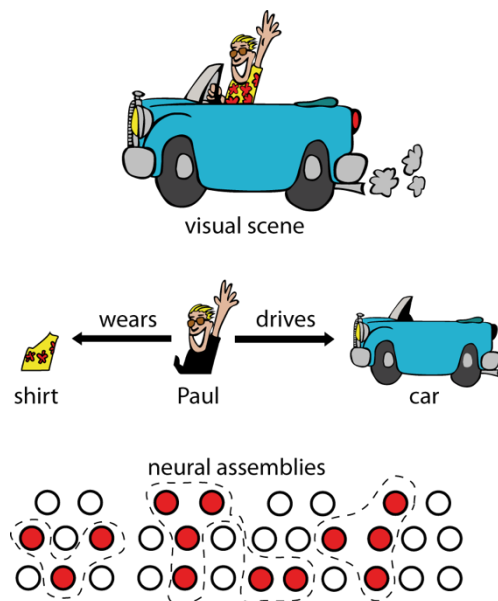 visual scene
wears drives
shirt Paul car
neural assemblies